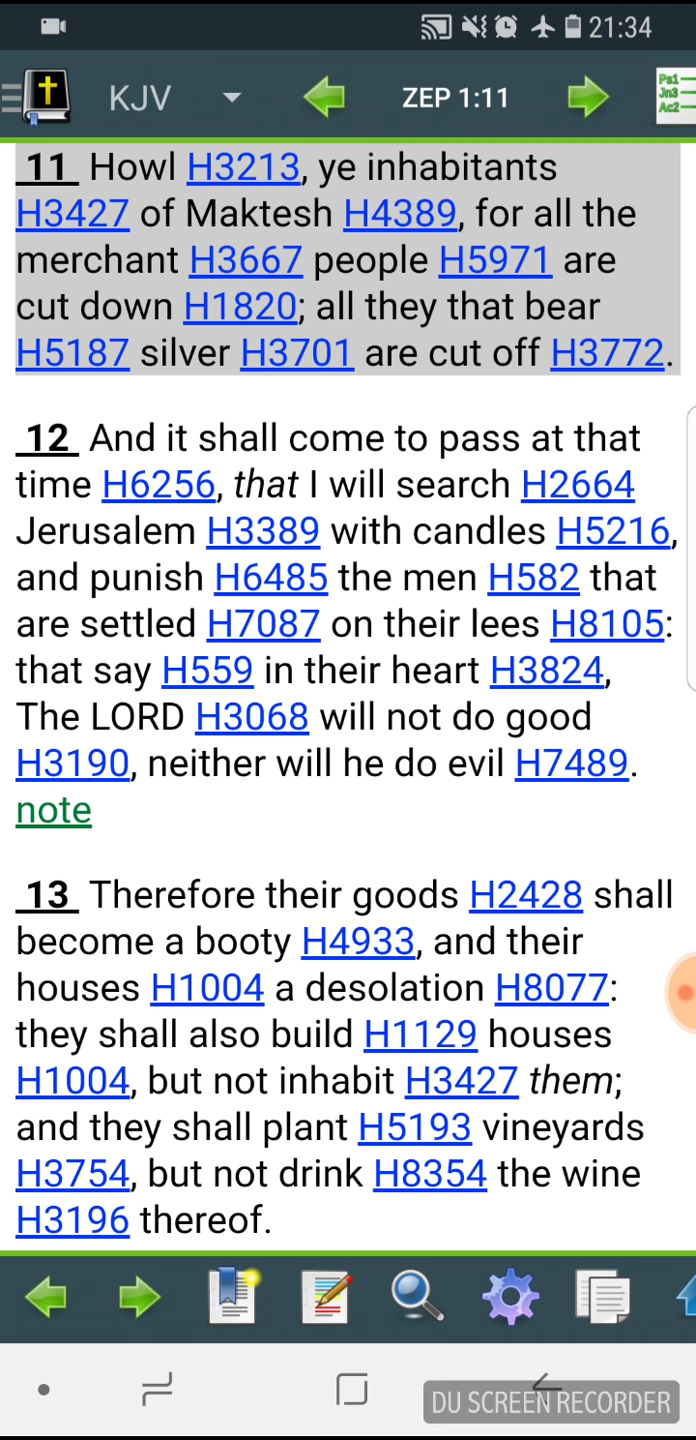 21:34
KJV
ZEP 1:11
Ps1
Jn3
Ac2
11 Howl H3213, ye inhabitants
H3427 of Maktesh H4389, for all the
merchant H3667 people H5971 are
cut down H1820; all they that bear
H5187 silver H3701 are cut off H3772.
12 And it shall come to pass at that
time H6256, that I will search H2664
Jerusalem H3389 with candles H5216,
and punish H6485 the men H582 that
are settled H7087 on their lees H8105:
that say H559 in their heart H3824,
The LORD H3068 will not do good
H3190, neither will he do evil H7489.
note
13 Therefore their goods H2428 shall
become a booty H4933, and their
houses H1004 a desolation H8077:
they shall also build H1129 houses
H1004, but not inhabit H3427 them;
and they shall plant H5193 vineyards
H3754, but not drink H8354 the wine
H3196 thereof.
DU SCREEN RECORDER